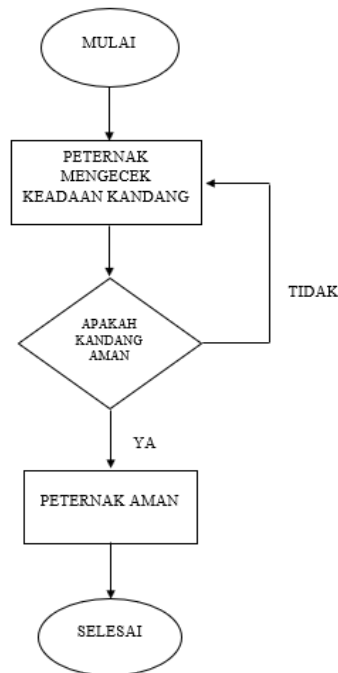 MULAI
PETERNAK
MENGECEK
KEADAAN KANDANG
TIDAK
APAKAH
KANDANG
AMAN
YA
PETERNAK AMAN
SELESAI